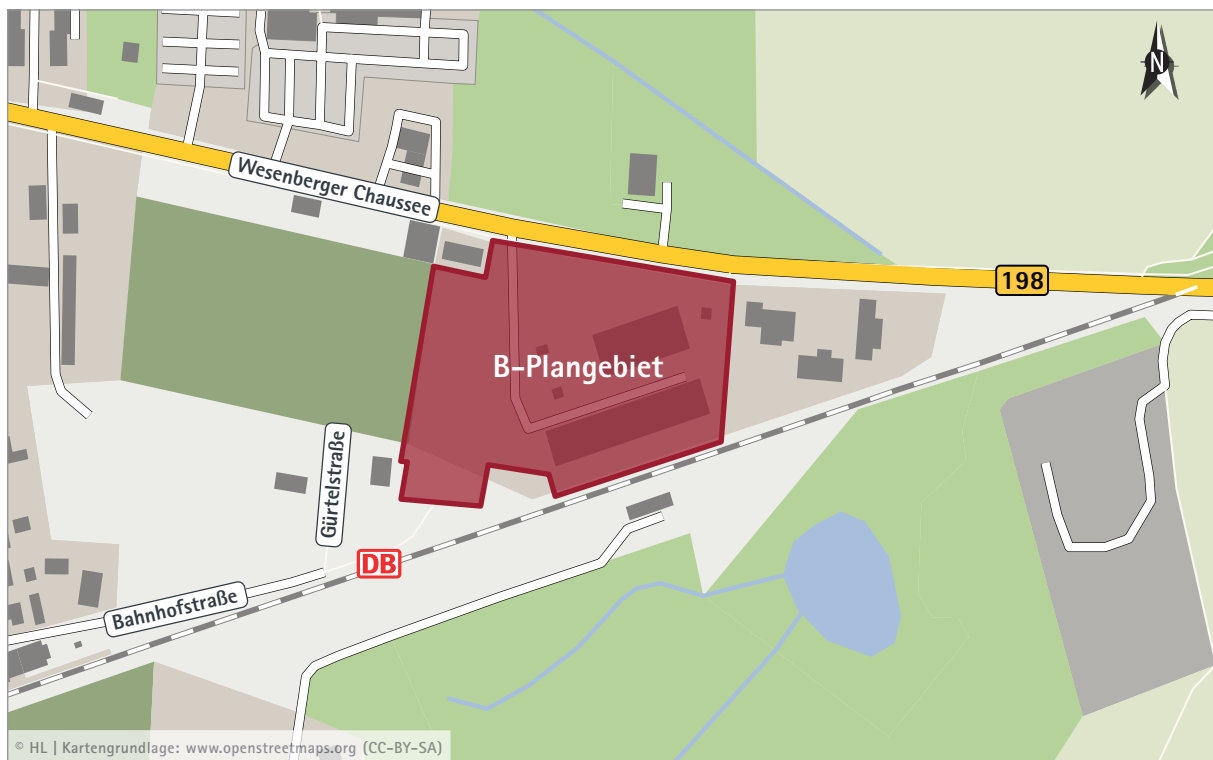 N
Wesenberger Chaussee
198
B-Plangebiet
Gürtelstraße
DB
Bahnhofstraße
© HL | Kartengrundlage: www.openstreetmaps.org (CC-BY-SA)